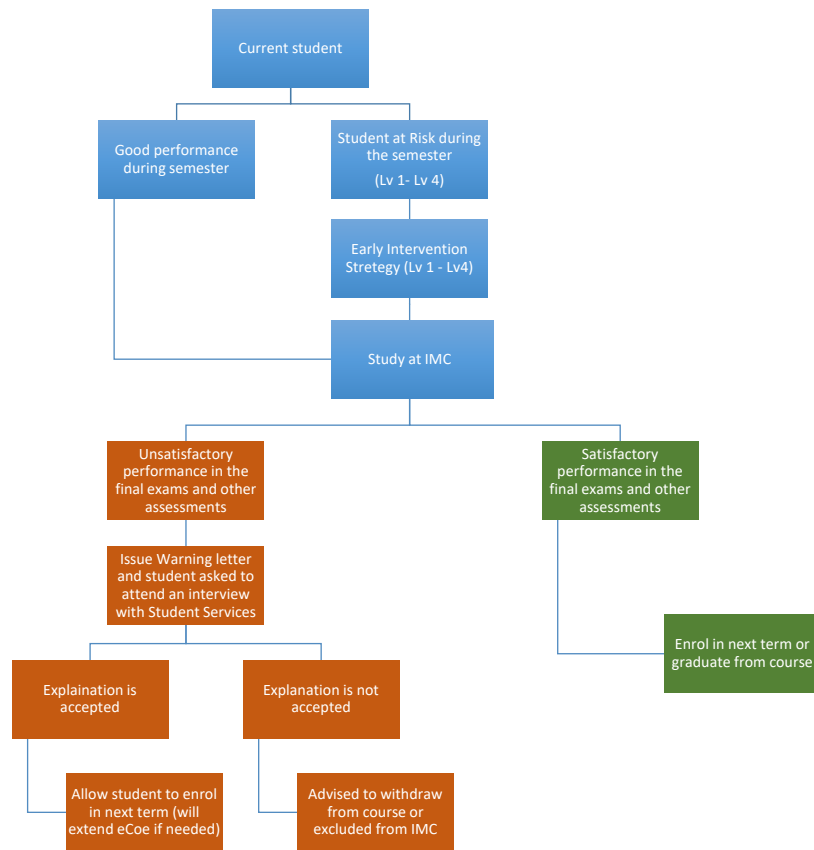 Current student
Good performance
during semester
Student at Risk during
the semester
(Lv 1- Lv 4)
Early Intervention
Stretegy (Lv 1 - Lv4)
Study at IMC
Unsatisfactory
performance in the
final exams and other
assessments
Satisfactory
performance in the
final exams and other
assessments
Issue Warning letter
and student asked to
attend an interview
with Student Services
Enrol in next term or
graduate from course
Explaination is
accepted
Explanation is not
accepted
Allow student to enrol
in next term (will
extend eCoe if needed)
Advised to withdraw
from course or
excluded from IMC